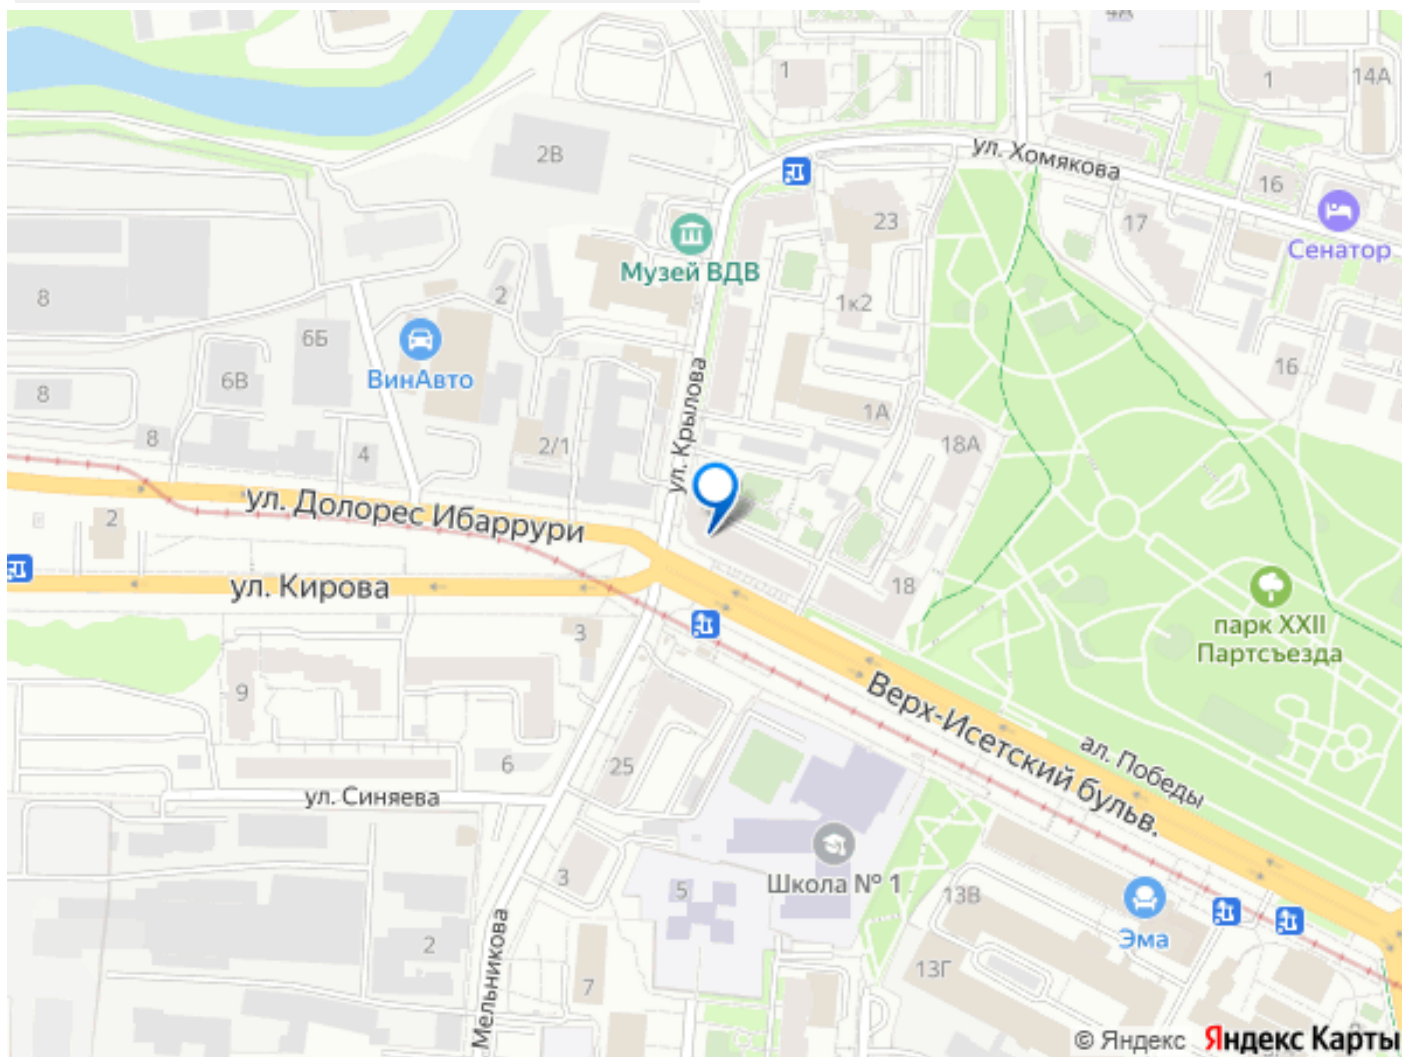 4А
1
1
14А
2В
ул. Хомякова
16
23
17
Сенатор
Музей ВДВ
8
2
1к2
6Б
6В
ВинАвто
16
8
ул. Крылова
1А
8
4
2/1
18А
ул. Долорес Ибаррури
2
ул. Кирова
18
парк XXII
Партсъезда
3
9
Верх-Исетский бульв.
ал. Победы
6
25
ул. Синяева
3
5
Школа № 1
13В
Эма
2
Мельникова
7
13Г
© Яндекс Яндекс Карты